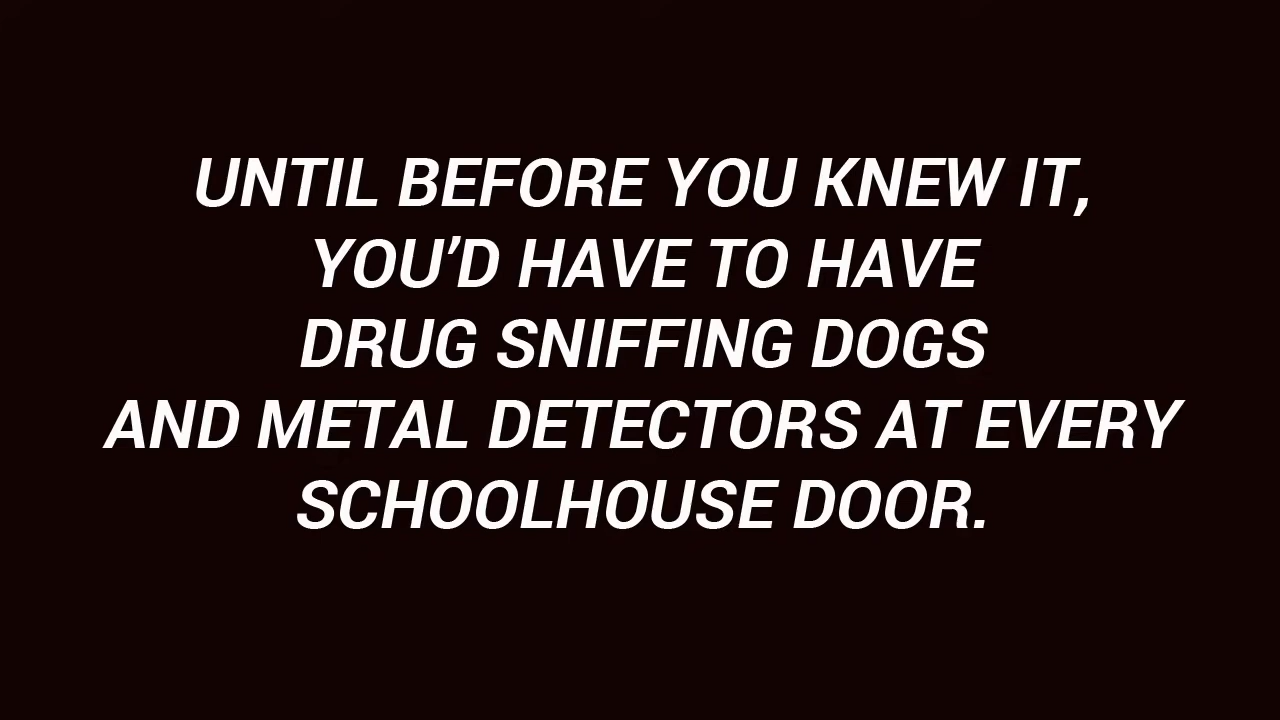 UNTIL BEFORE YOU KNEW IT,
YOU’D HAVE TO HAVE
DRUG SNIFFING DOGS
AND METAL DETECTORS AT EVERY
SCHOOLHOUSE DOOR.